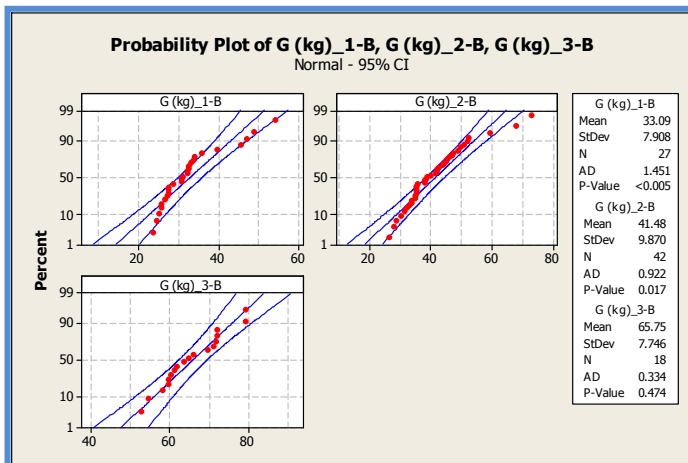 Probability Plot of G (kg)_1-B, G (kg)_2-B, G (kg)_3-B
Normal - 95% CI
G (kg)_1-B
99
90
50
10
1
20 40 60
G (kg)_2-B
99
90
50
10
1
20 40 60 80
G (kg)_3-B
99
90
50
10
1
40 60 80
Percent
G (kg)_1-B
Mean 33.09
StDev 7.908
N 27
AD 1.451
P-Value <0.005
G (kg)_2-B
Mean 41.48
StDev 9.870
N 42
AD 0.922
P-Value 0.017
G (kg)_3-B
Mean 65.75
StDev 7.746
N 18
AD 0.334
P-Value 0.474